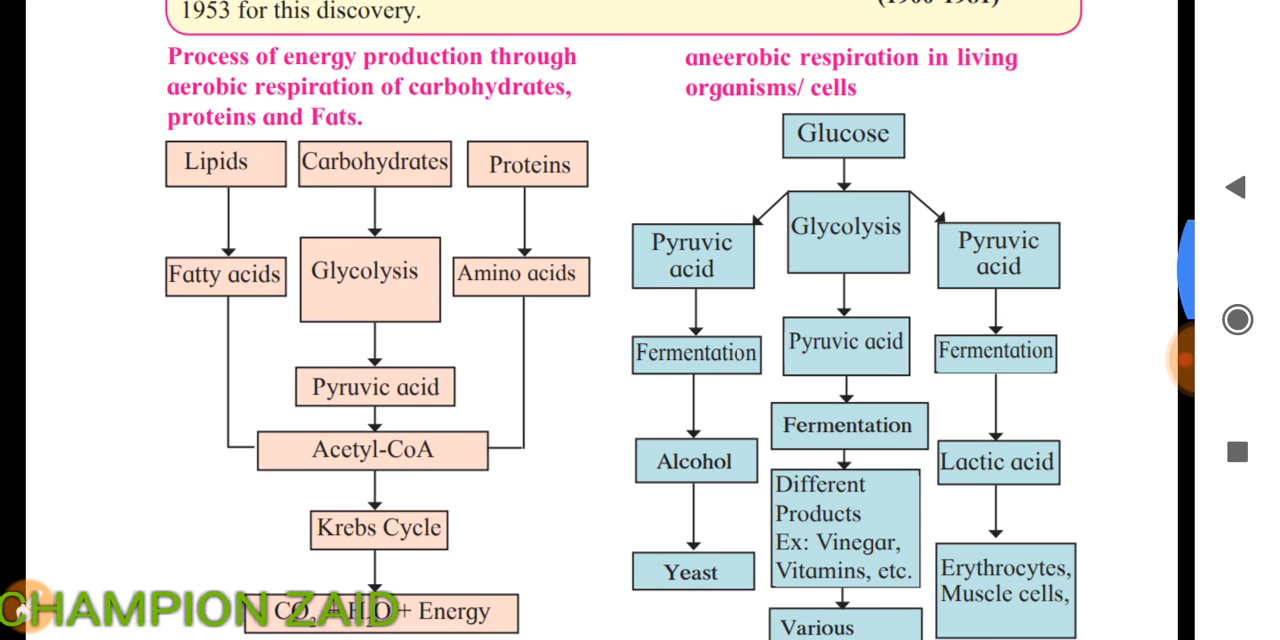 1953 for this discovery.
Process of energy production through
aerobic respiration of carbohydrates,
proteins and Fats.
Lipids
Carbohydrates
Proteins
Fatty acids
Glycolysis
Amino acids
Pyruvic acid
Acetyl-CoA
Krebs Cycle
CO2 + H2O + Energy
CHAMPION ZAID
aneerobic respiration in living
organisms/ cells
Glucose
Glycolysis
Pyruvic
acid
Pyruvic acid
Pyruvic
acid
Fermentation
Fermentation
Fermentation
Alcohol
Different
Products
Ex: Vinegar,
Vitamins, etc.
Lactic acid
Yeast
Various
Erythrocytes,
Muscle cells,